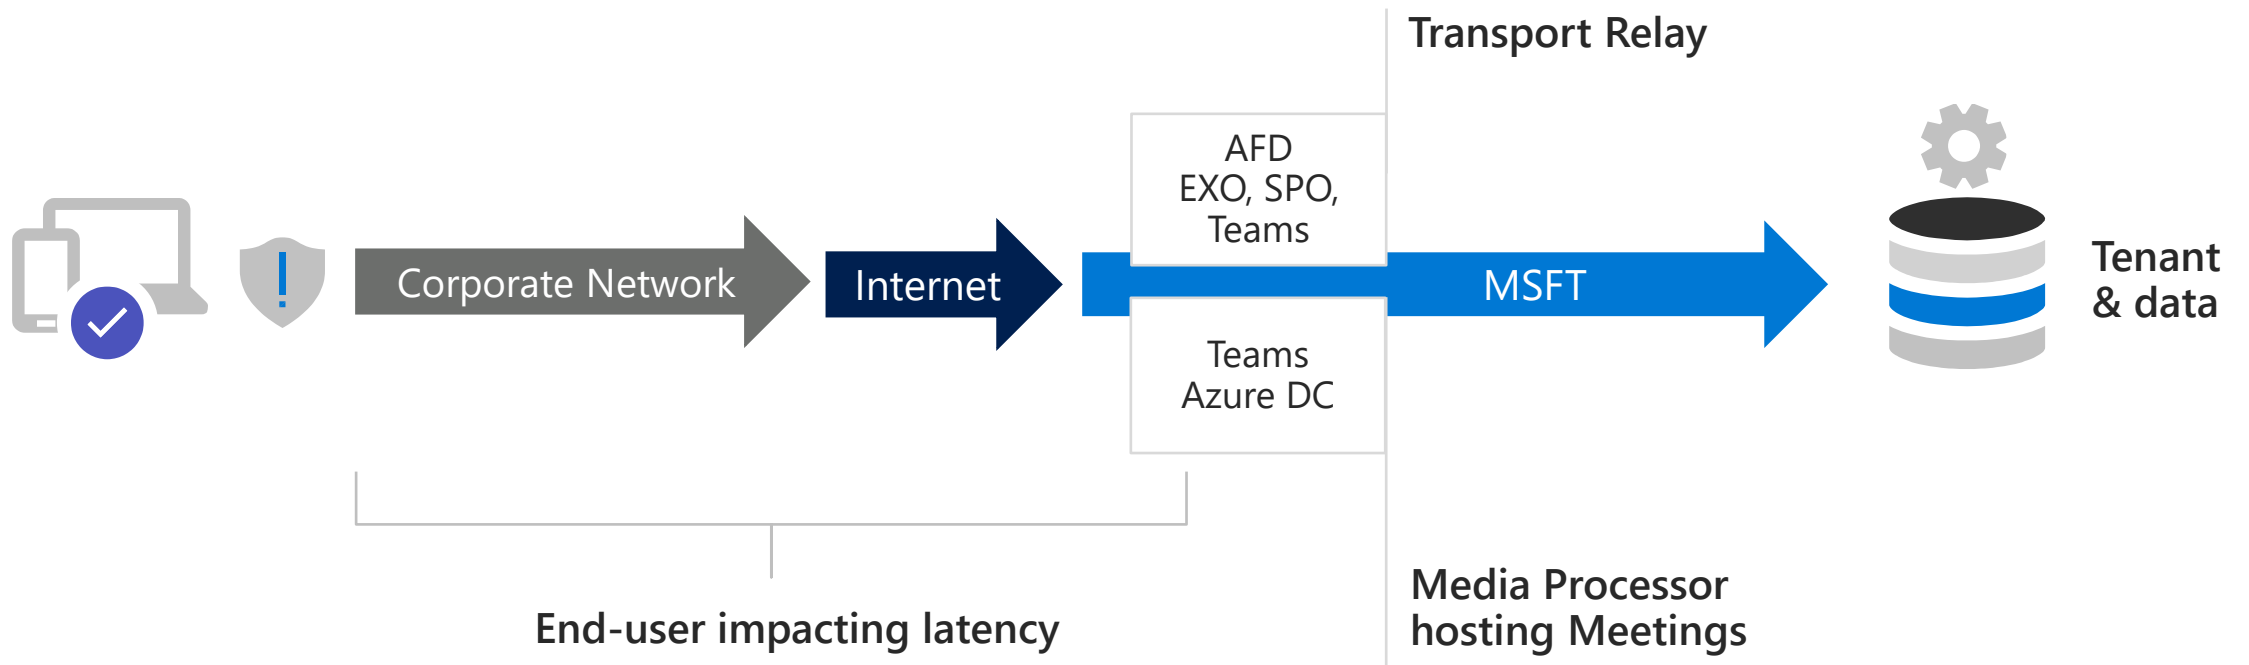 Transport Relay
AFD
EXO, SPO,
Teams
Corporate Network
Internet
MSFT
Tenant
& data
Teams
Azure DC
End-user impacting latency
Media Processor
hosting Meetings